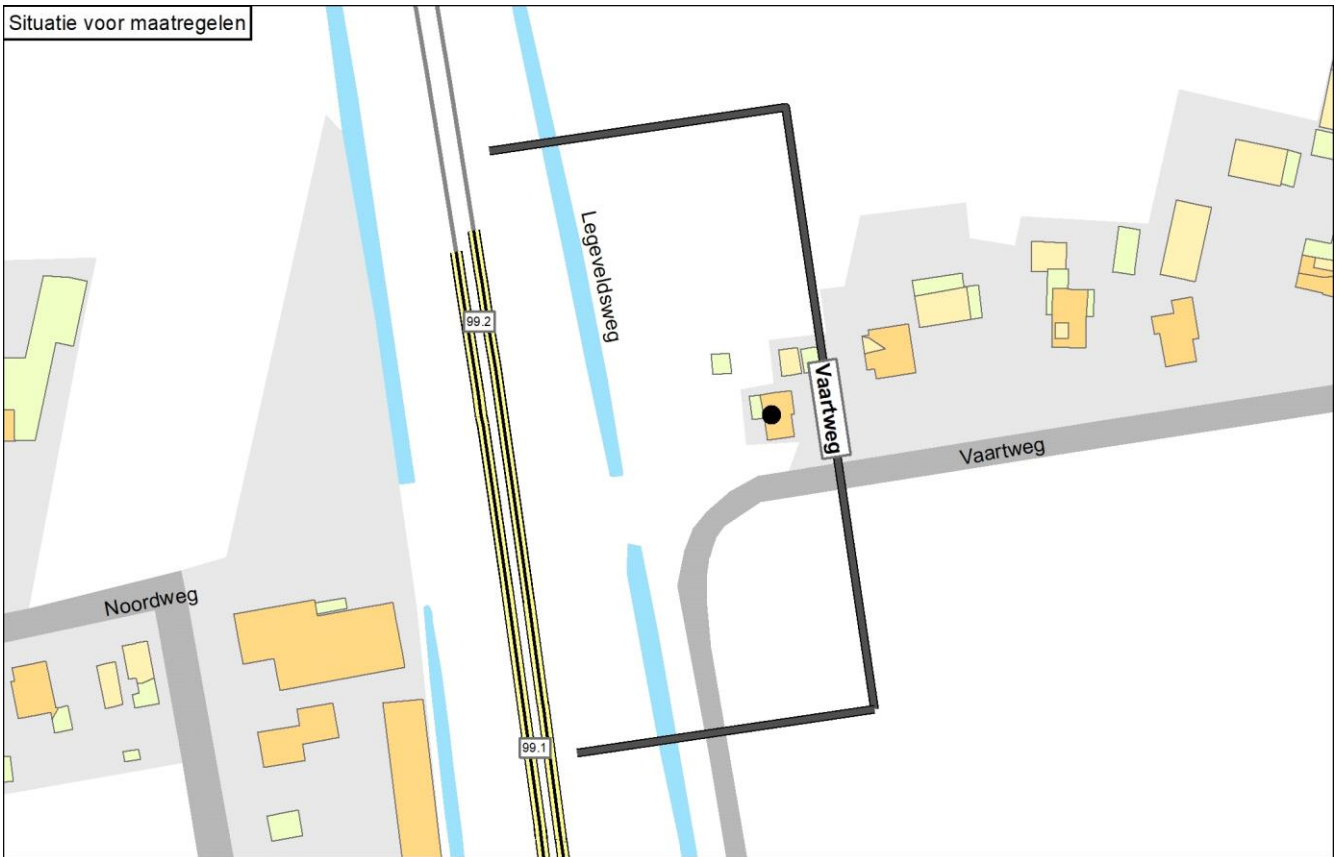 Situatie voor maatregelen
Legeveldsweg
99.2
Vaartweg
Vaartweg
Noordweg
99.1